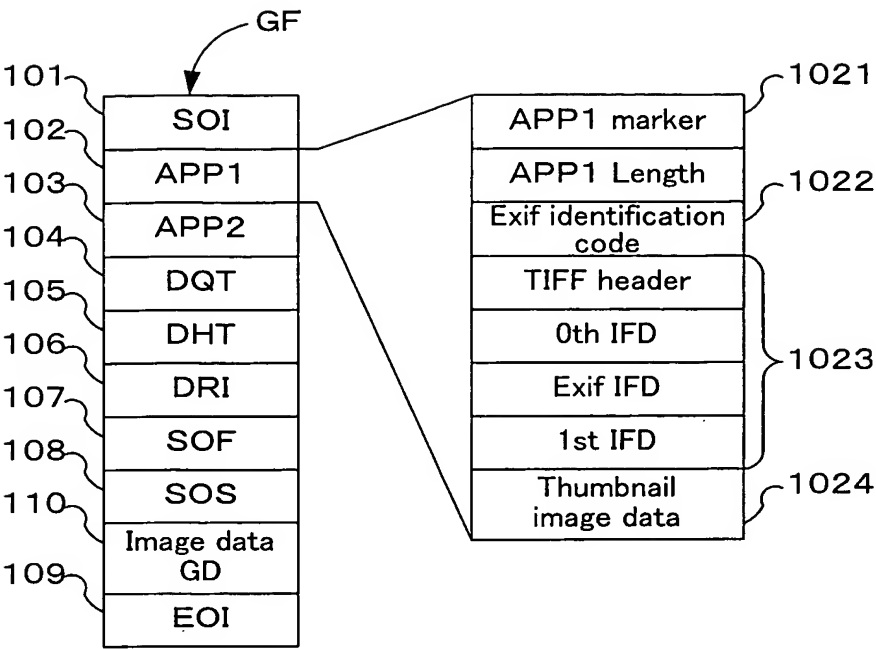 GF
101
SOI
102
APP1
103
APP2
104
DQT
105
DHT
106
DRI
107
SOF
108
SOS
110
Image data
GD
109
EOI
1021
APP1 marker
APP1 Length
1022
Exif identification
code
TIFF header
0th IFD
1023
Exif IFD
1st IFD
1024
Thumbnail
image data